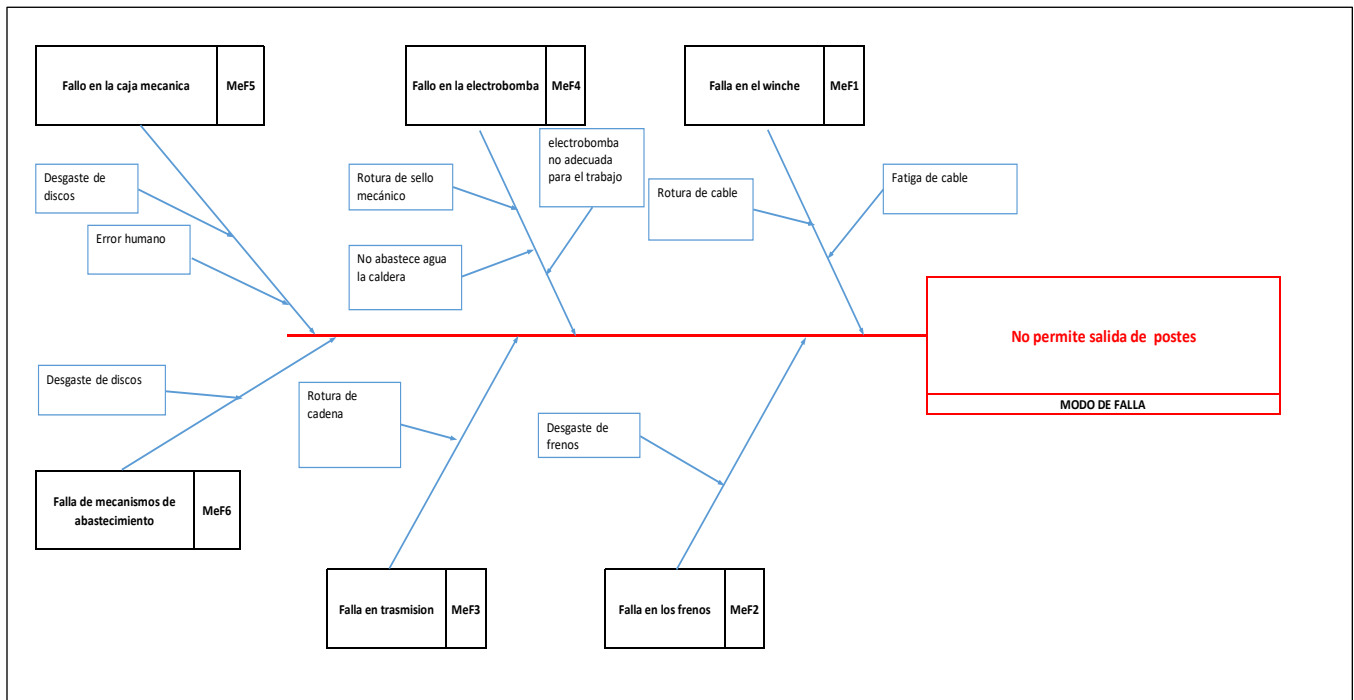 Fallo en la caja mecanica
MeF5
Fallo en la electrobomba
MeF4
Falla en el winche
MeF1
Desgaste de
discos
Error humano
Rotura de sello
mecánico
electrobomba
no adecuada
para el trabajo
No abastece agua
la caldera
Rotura de cable
Fatiga de cable
No permite salida de postes
MODO DE FALLA
Desgaste de discos
Rotura de
cadena
Desgaste de
frenos
Falla de mecanismos de
abastecimiento
MeF6
Falla en trasmision
MeF3
Falla en los frenos
MeF2